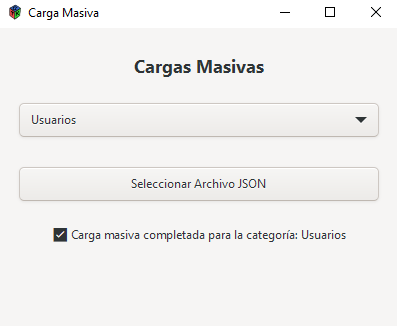 Carga Masiva
Cargas Masivas
Usuarios
Seleccionar Archivo JSON
Carga masiva completada para la categoría: Usuarios